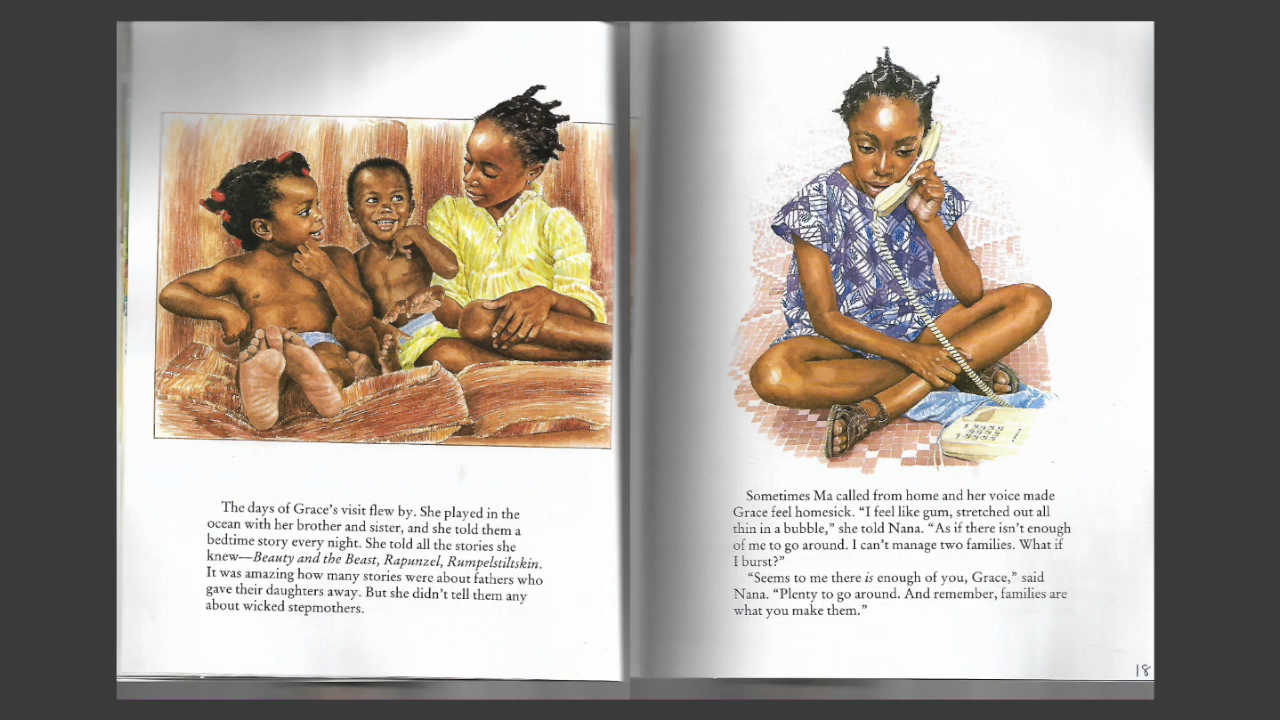 The days of Grace's visit flew by. She played in the
ocean with her brother and sister, and she told them a
bedtime story every night. She told all the stories she
knew—Beauty and the Beast, Rapunzel, Rumpelstiltskin.
It was amazing how many stories were about fathers who
gave their daughters away. But she didn't tell them any
about wicked stepmothers.
Sometimes Ma called from home and her voice made
Grace feel homesick. “I feel like gum, stretched out all
thin in a bubble,” she told Nana. “As if there isn't enough
of me to go around. I can't manage two families. What if
I burst?”
“Seems to me there is enough of you, Grace,” said
Nana. “Plenty to go around. And remember, families are
what you make them.”
18